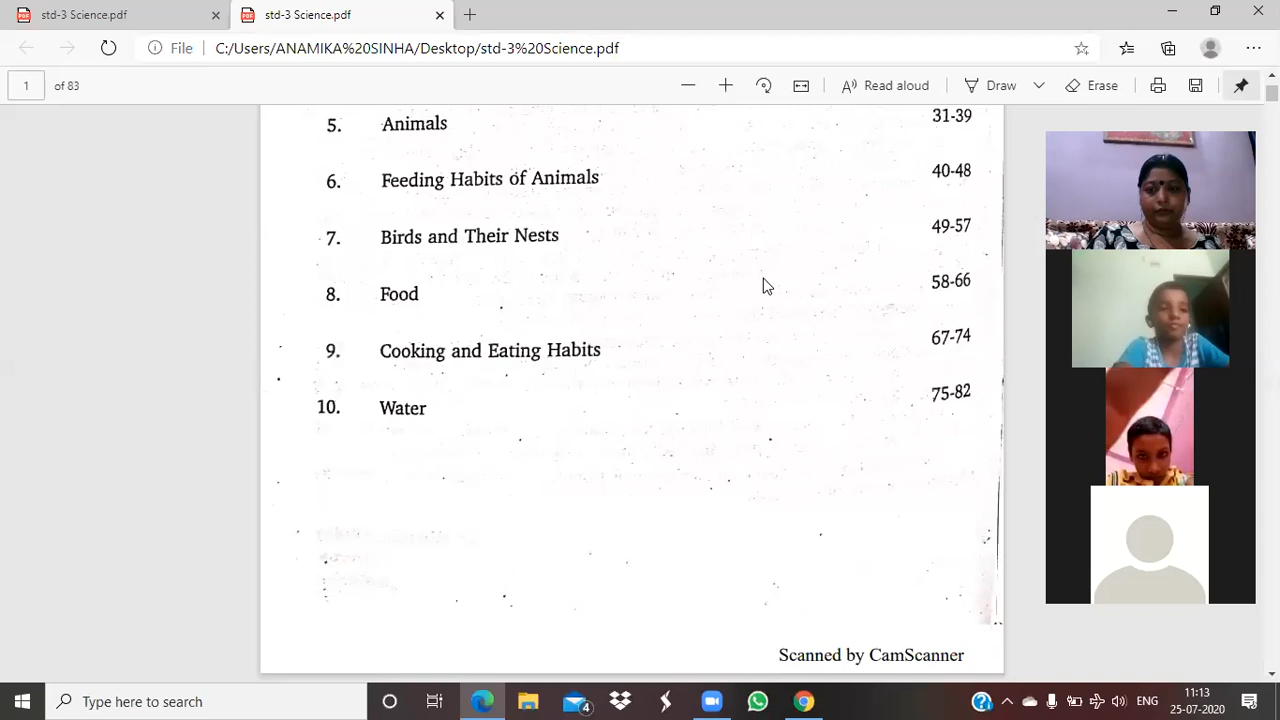 std-3 Science.pdf
std-3 Science.pdf
File
C:/Users/ANAMIKA%20SINHA/Desktop/std-3%20Science.pdf
1 of 83
Read aloud
Draw
Erase
5. Animals 31-39
6. Feeding Habits of Animals 40-48
7. Birds and Their Nests 49-57
8. Food 58-66
9. Cooking and Eating Habits 67-74
10. Water 75-82
Scanned by CamScanner
Type here to search
4
ENG
11:13
25-07-2020